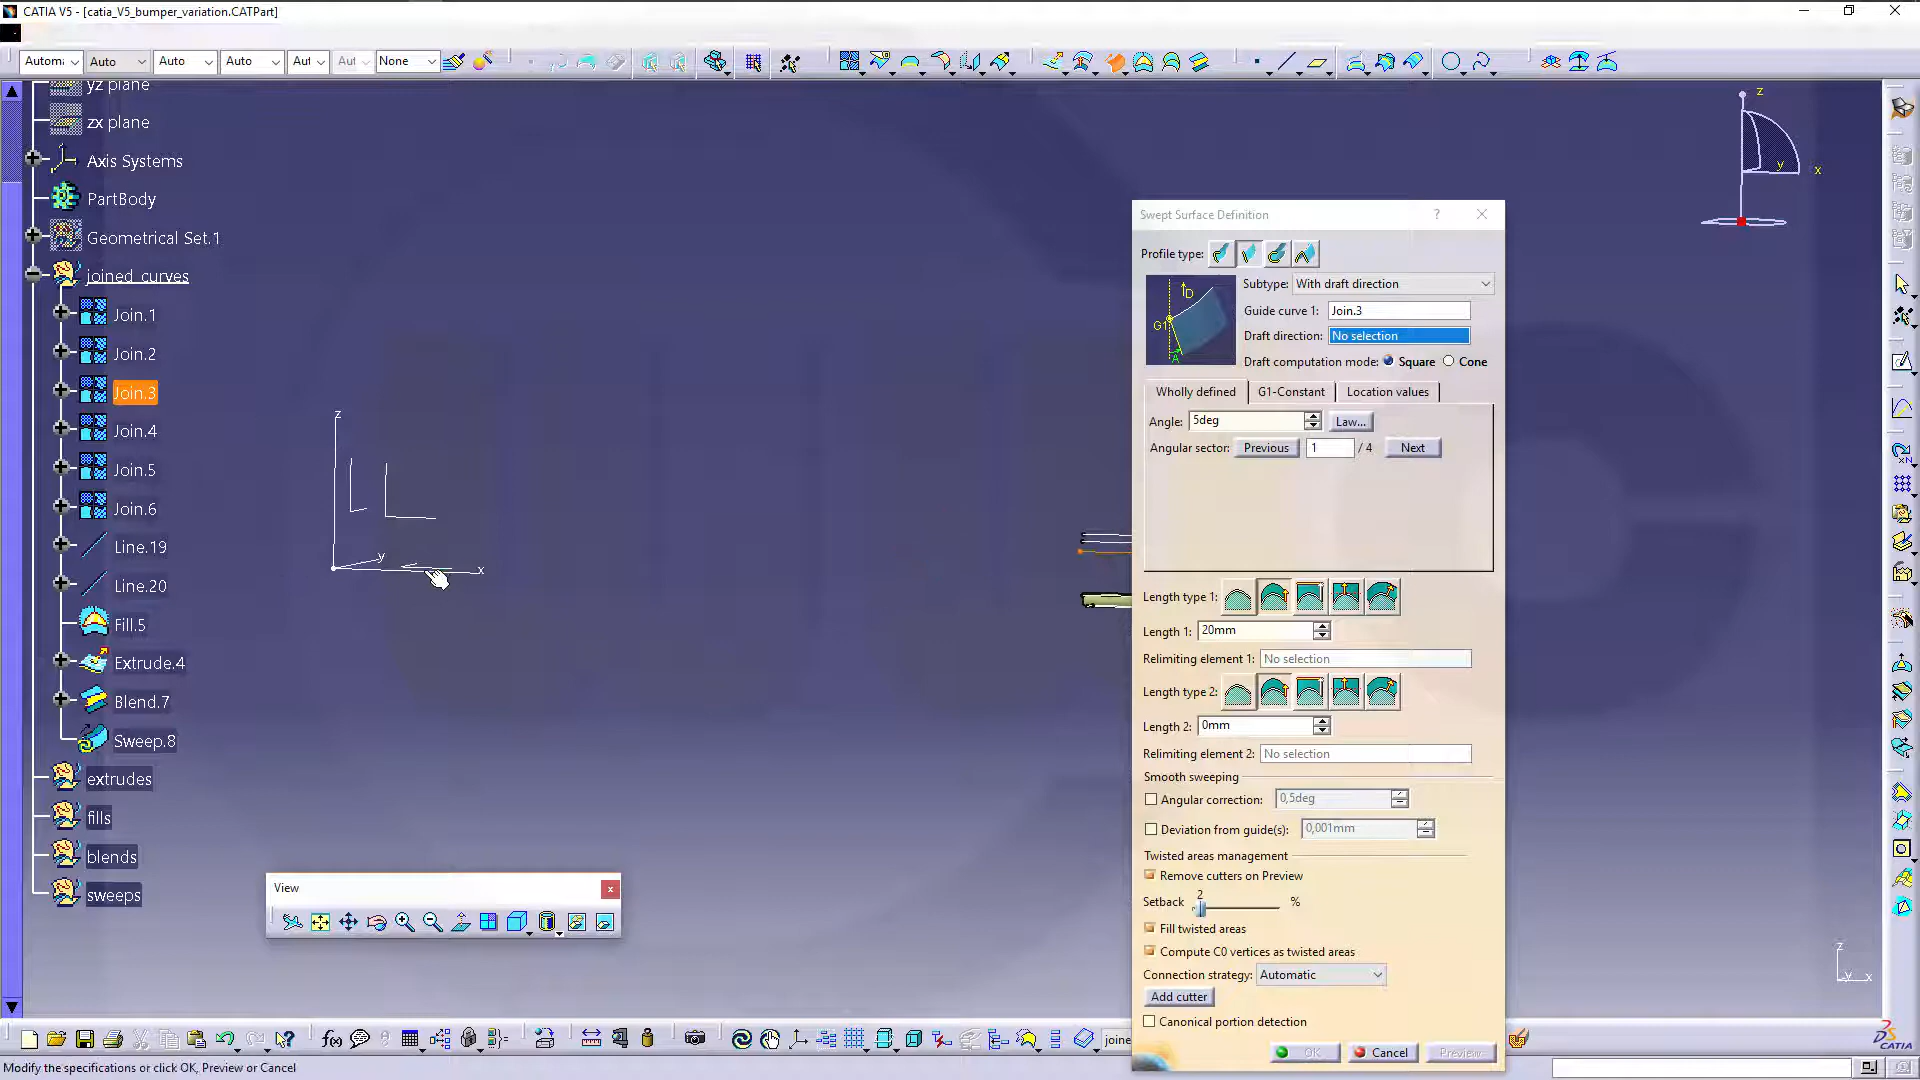 CATIA V5 - [catia_V5_bumper_variation.CATPart]
Automa Auto Auto Auto Aut Aut None
yz plane
zx plane
Axis Systems
PartBody
Geometrical Set.1
joined_curves
Join.1
Join.2
Join.3
Join.4
Join.5
Join.6
Line.19
Line.20
Fill.5
Extrude.4
Blend.7
Sweep.8
extrudes
fills
blends
sweeps
z
y
x
z
y
x
View
Swept Surface Definition
?
Profile type:
Subtype: With draft direction
Guide curve 1: Join.3
Draft direction: No selection
Draft computation mode: Square Cone
D
G1
A
Wholly defined G1-Constant Location values
Angle: 5deg Law...
Angular sector: Previous 1 / 4 Next
Length type 1:
Length 1: 20mm
Relimiting element 1: No selection
Length type 2:
Length 2: 0mm
Relimiting element 2: No selection
Smooth sweeping
Angular correction: 0,5deg
Deviation from guide(s): 0,001mm
Twisted areas management
Remove cutters on Preview
2
Setback %
Fill twisted areas
Compute C0 vertices as twisted areas
Connection strategy: Automatic
Add cutter
Canonical portion detection
OK Cancel Preview
z
y x
joine
CATIA
Modify the specifications or click OK, Preview or Cancel